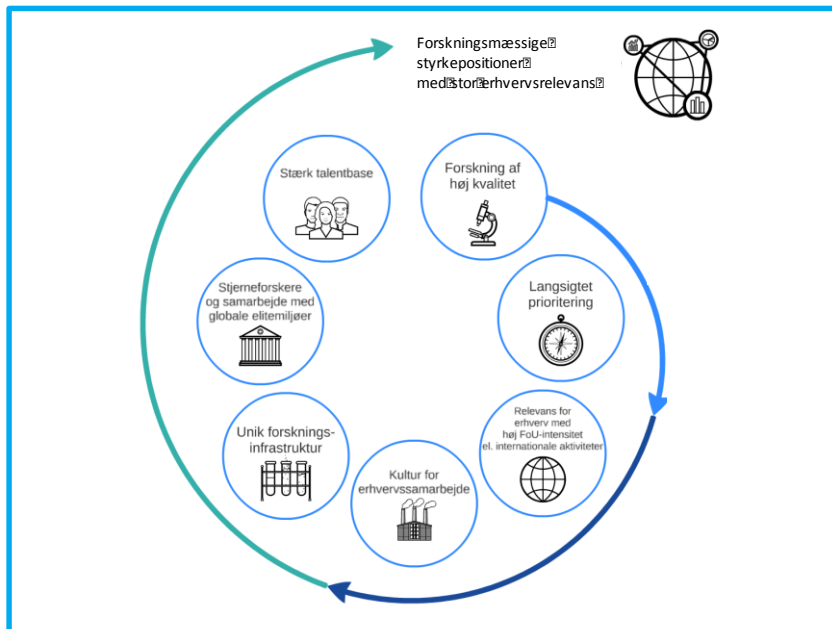 Forskningsmæssige
styrkepositioner
med stor erhvervsrelevans
Stærk talentbase
Forskning af
høj kvalitet
Langsigtet
prioritering
Relevans for
erhverv med
høj FoU-intensitet
el. internationale aktiviteter
Kultur for
erhvervssamarbejde
Unik forsknings-
infrastruktur
Stjerneforskere
og samarbejde med
globale elitemiljøer